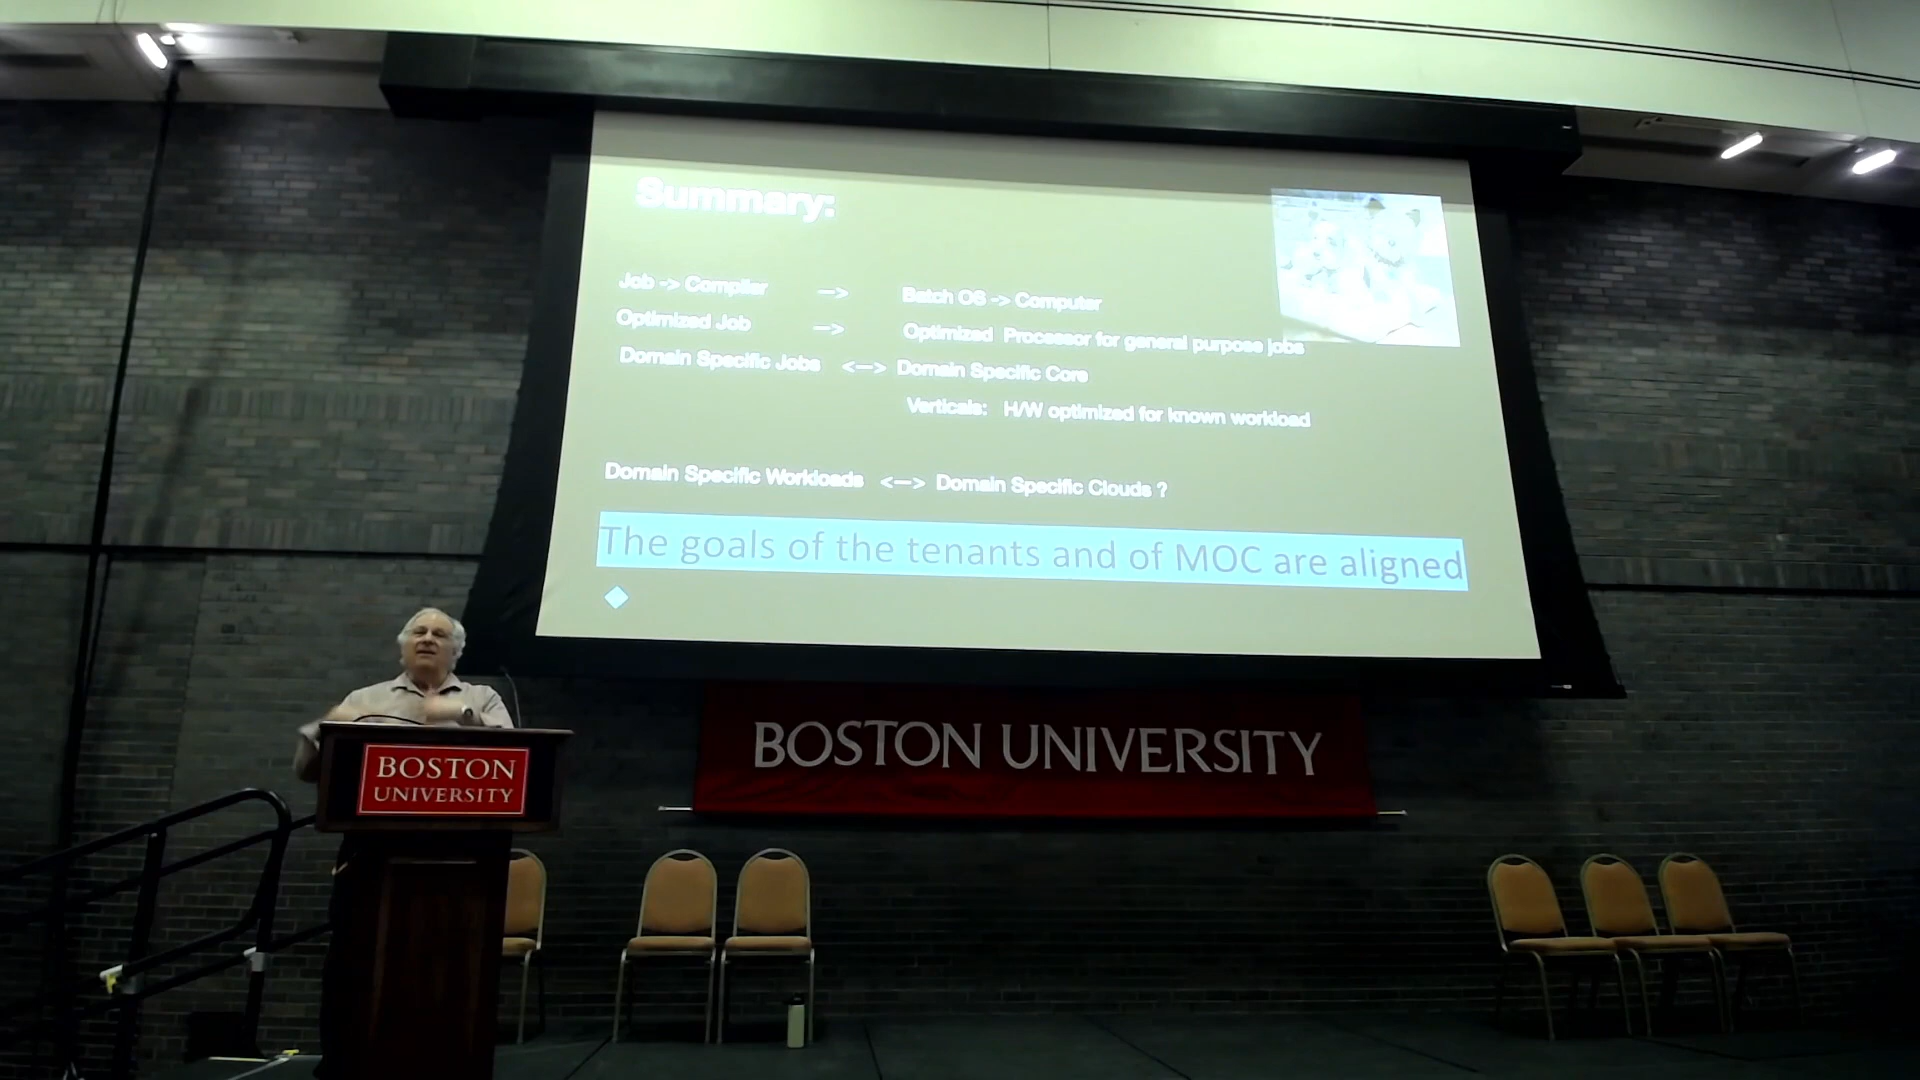 Summary:
Job -> Compiler —> Batch OS -> Computer
Optimized Job —> Optimized Processor for general purpose jobs
Domain Specific Jobs <—> Domain Specific Core
Verticals: H/W optimized for known workload
Domain Specific Workloads <—> Domain Specific Clouds ?
The goals of the tenants and of MOC are aligned
BOSTON UNIVERSITY
BOSTON
UNIVERSITY